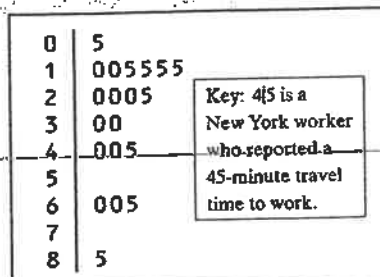 0 | 5
1 | 005555
2 | 0005
3 | 00
4 | 005
5 |
6 | 005
7 |
8 | 5
Key: 4|5 is a
New York worker
who reported a
45-minute travel
time to work.